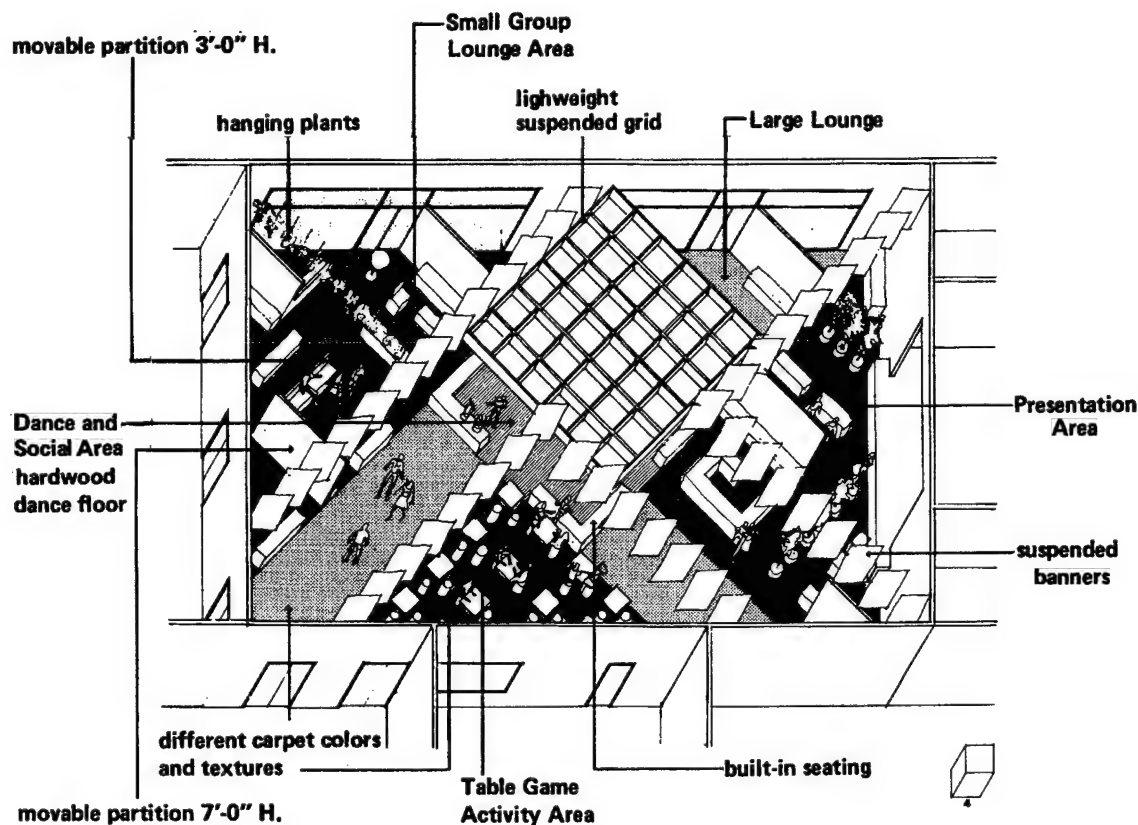 movable partition 3'-0" H.
Small Group
Lounge Area
hanging plants
lighweight
suspended grid
Large Lounge
Dance and
Social Area
hardwood
dance floor
Presentation
Area
suspended
banners
different carpet colors
and textures
built-in seating
Table Game
Activity Area
movable partition 7'-0" H.
4